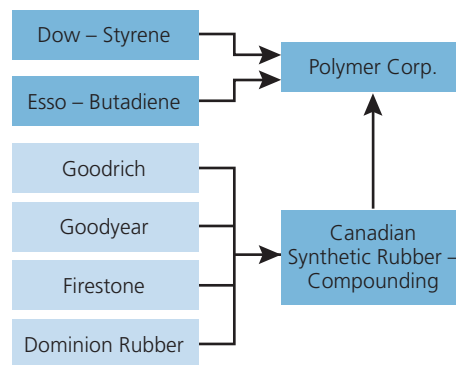 Dow – Styrene
Esso – Butadiene
Polymer Corp.
Goodrich
Goodyear
Firestone
Dominion Rubber
Canadian
Synthetic Rubber –
Compounding